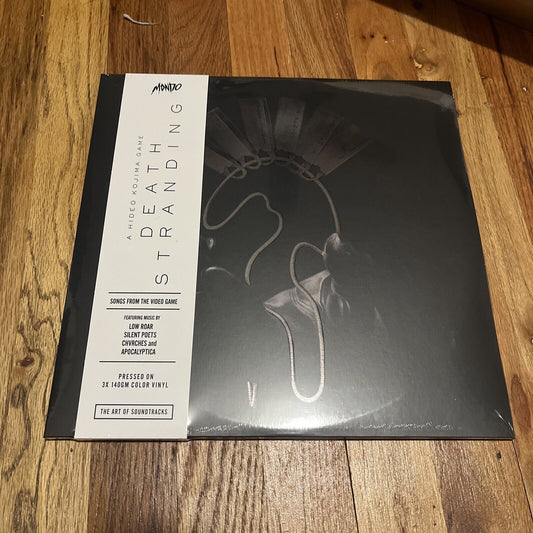 MONDO
A HIDEO KOJIMA GAME
DEATH
STRANDING
SONGS FROM THE VIDEO GAME
FEATURING MUSIC BY
LOW ROAR
SILENT POETS
CHVRCHES and
APOCALYPTICA
PRESSED ON
3X 140GM COLOR VINYL
THE ART OF SOUNDTRACKS